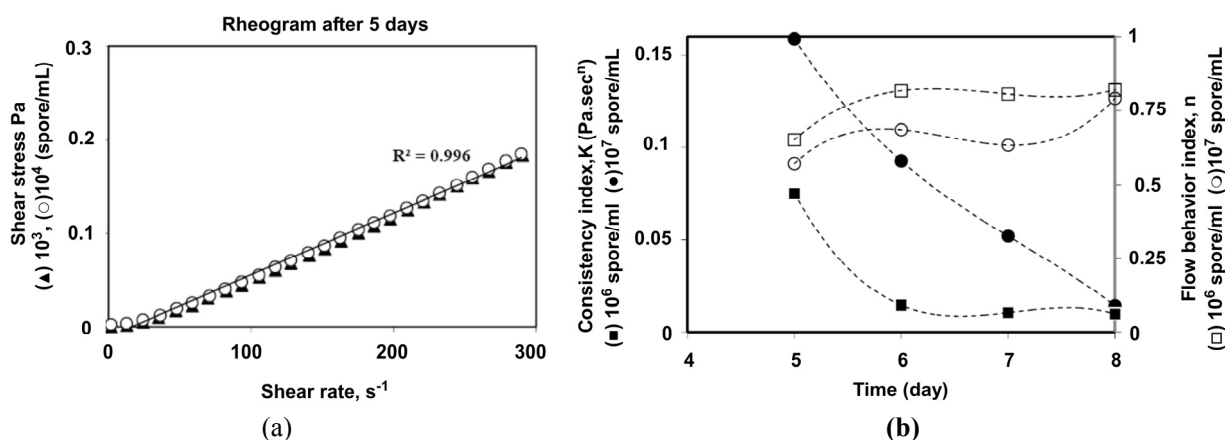 Rheogram after 5 days
Shear stress Pa
(▲) 10³, (○)10⁴ (spore/mL)
0.3
0.2
0.1
0
R² = 0.996
0 100 200 300
Shear rate, s⁻¹
(a)
Consistency index,K (Pa.secⁿ)
(■) 10⁶ spore/ml (●)10⁷ spore/mL
0.15
0.1
0.05
0
4 5 6 7 8
Time (day)
1
0.75
0.5
0.25
0
Flow behavior index, n
(□) 10⁶ spore/ml (○)10⁷ spore/mL
(b)